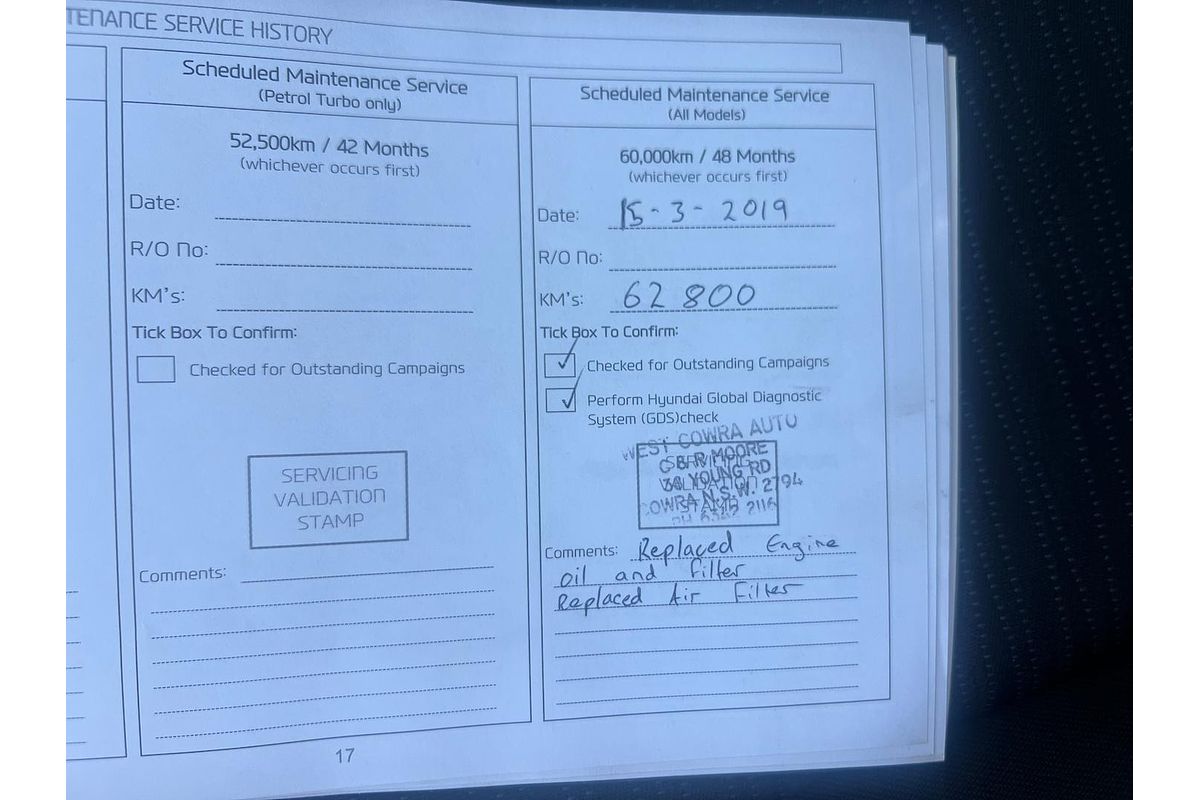 TENANCE SERVICE HISTORY
Scheduled Maintenance Service
(Petrol Turbo only)
52,500km / 42 Months
(whichever occurs first)
Date:
R/O No:
KM's:
Tick Box To Confirm:
Checked for Outstanding Campaigns
SERVICING
VALIDATION
STAMP
Comments:
17
Scheduled Maintenance Service
(All Models)
60,000km / 48 Months
(whichever occurs first)
Date: 15-3-2019
R/O No:
KM's: 62 800
Tick Box To Confirm:
Checked for Outstanding Campaigns
Perform Hyundai Global Diagnostic
System (GDS)check
WEST COWRA AUTO
MOORE
YOUNG RD
COWRA N.S.W. 2794
2116
Comments: Replaced Engine
oil and filter
Replaced Air Filter